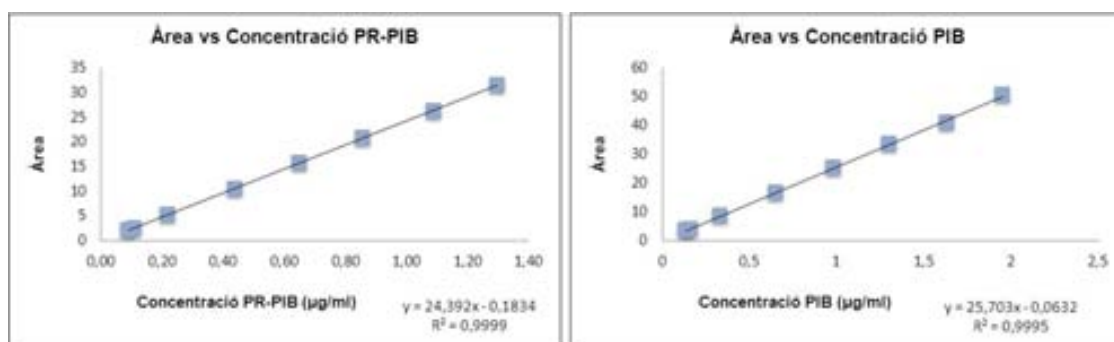 Àrea vs Concentració PR-PIB
35
30
25
20
15
10
5
0
Àrea
0,00 0,20 0,40 0,60 0,80 1,00 1,20 1,40
Concentració PR-PIB (µg/ml)
y = 24,392x - 0,1834
R² = 0,9999
Àrea vs Concentració PIB
60
50
40
30
20
10
0
Àrea
0 0,5 1 1,5 2 2,5
Concentració PIB (µg/ml)
y = 25,703x - 0,0632
R² = 0,9995